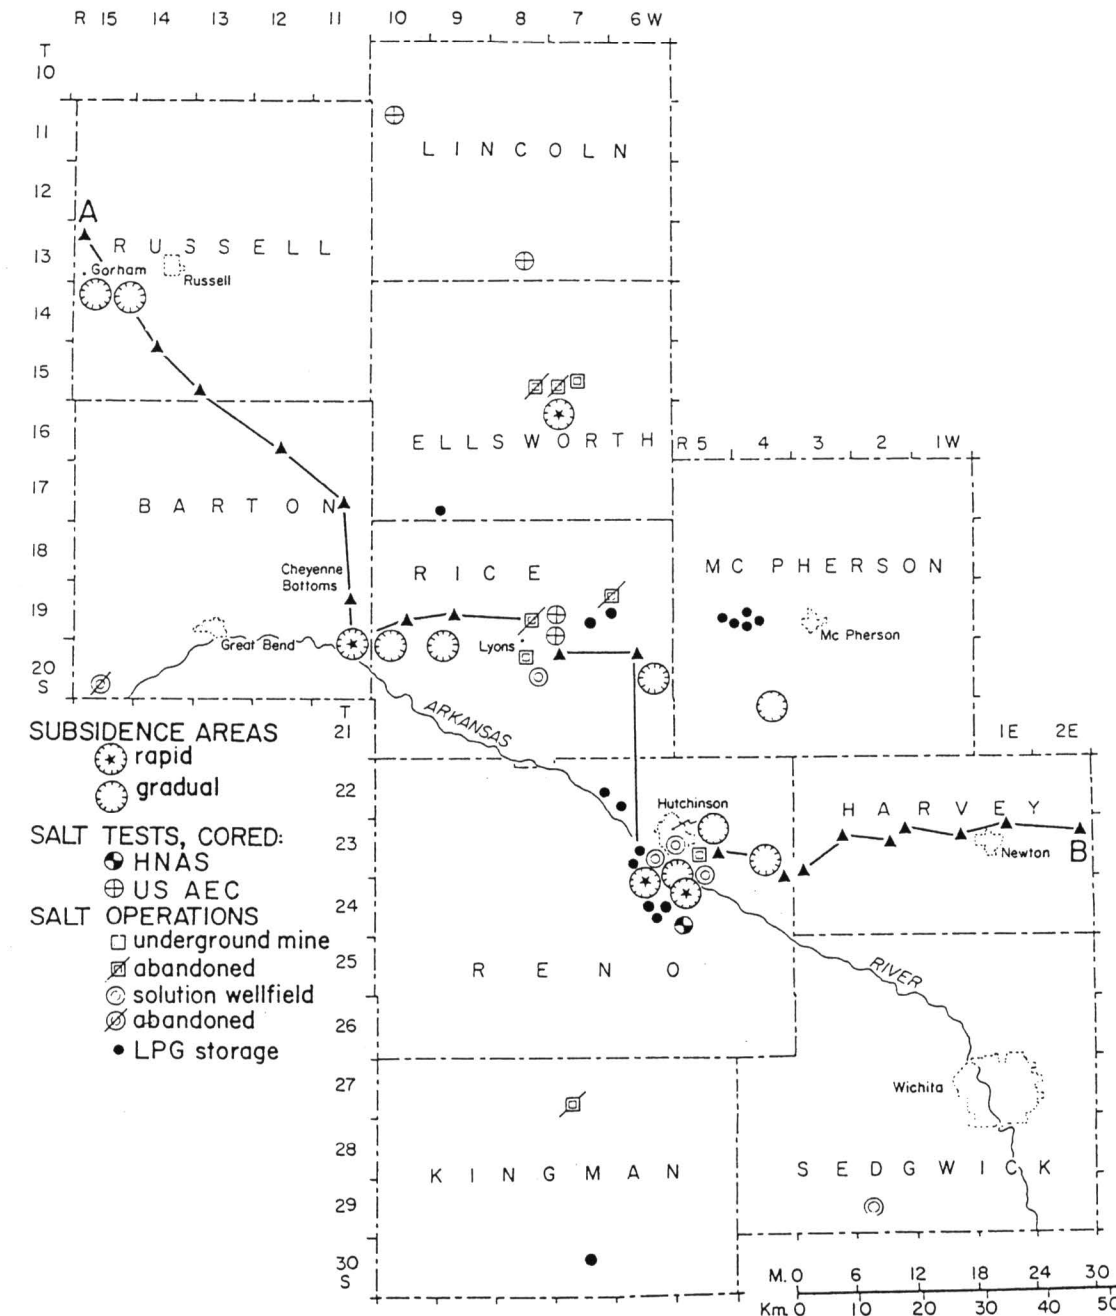 R 15 14 13 12 11 10 9 8 7 6 W
T
10
11
LINCOLN
12
A
13
RUSSELL
Gorham
Russell
14
15
16
ELLSWORTH
R 5 4 3 2 1W
17
BARTON
18
Cheyenne
Bottoms
RICE
MC PHERSON
19
Great Bend
Lyons
Mc Pherson
20
S
ARKANSAS
T
21
1E 2E
SUBSIDENCE AREAS
rapid
gradual
22
Hutchinson
HARVEY
SALT TESTS, CORED:
HNAS
US AEC
23
Newton
B
SALT OPERATIONS
underground mine
abandoned
solution wellfield
abandoned
LPG storage
24
25
RENO
RIVER
26
27
Wichita
28
KINGMAN
SEDGWICK
29
30
S
M. 0 6 12 18 24 30
Km. 0 10 20 30 40 50